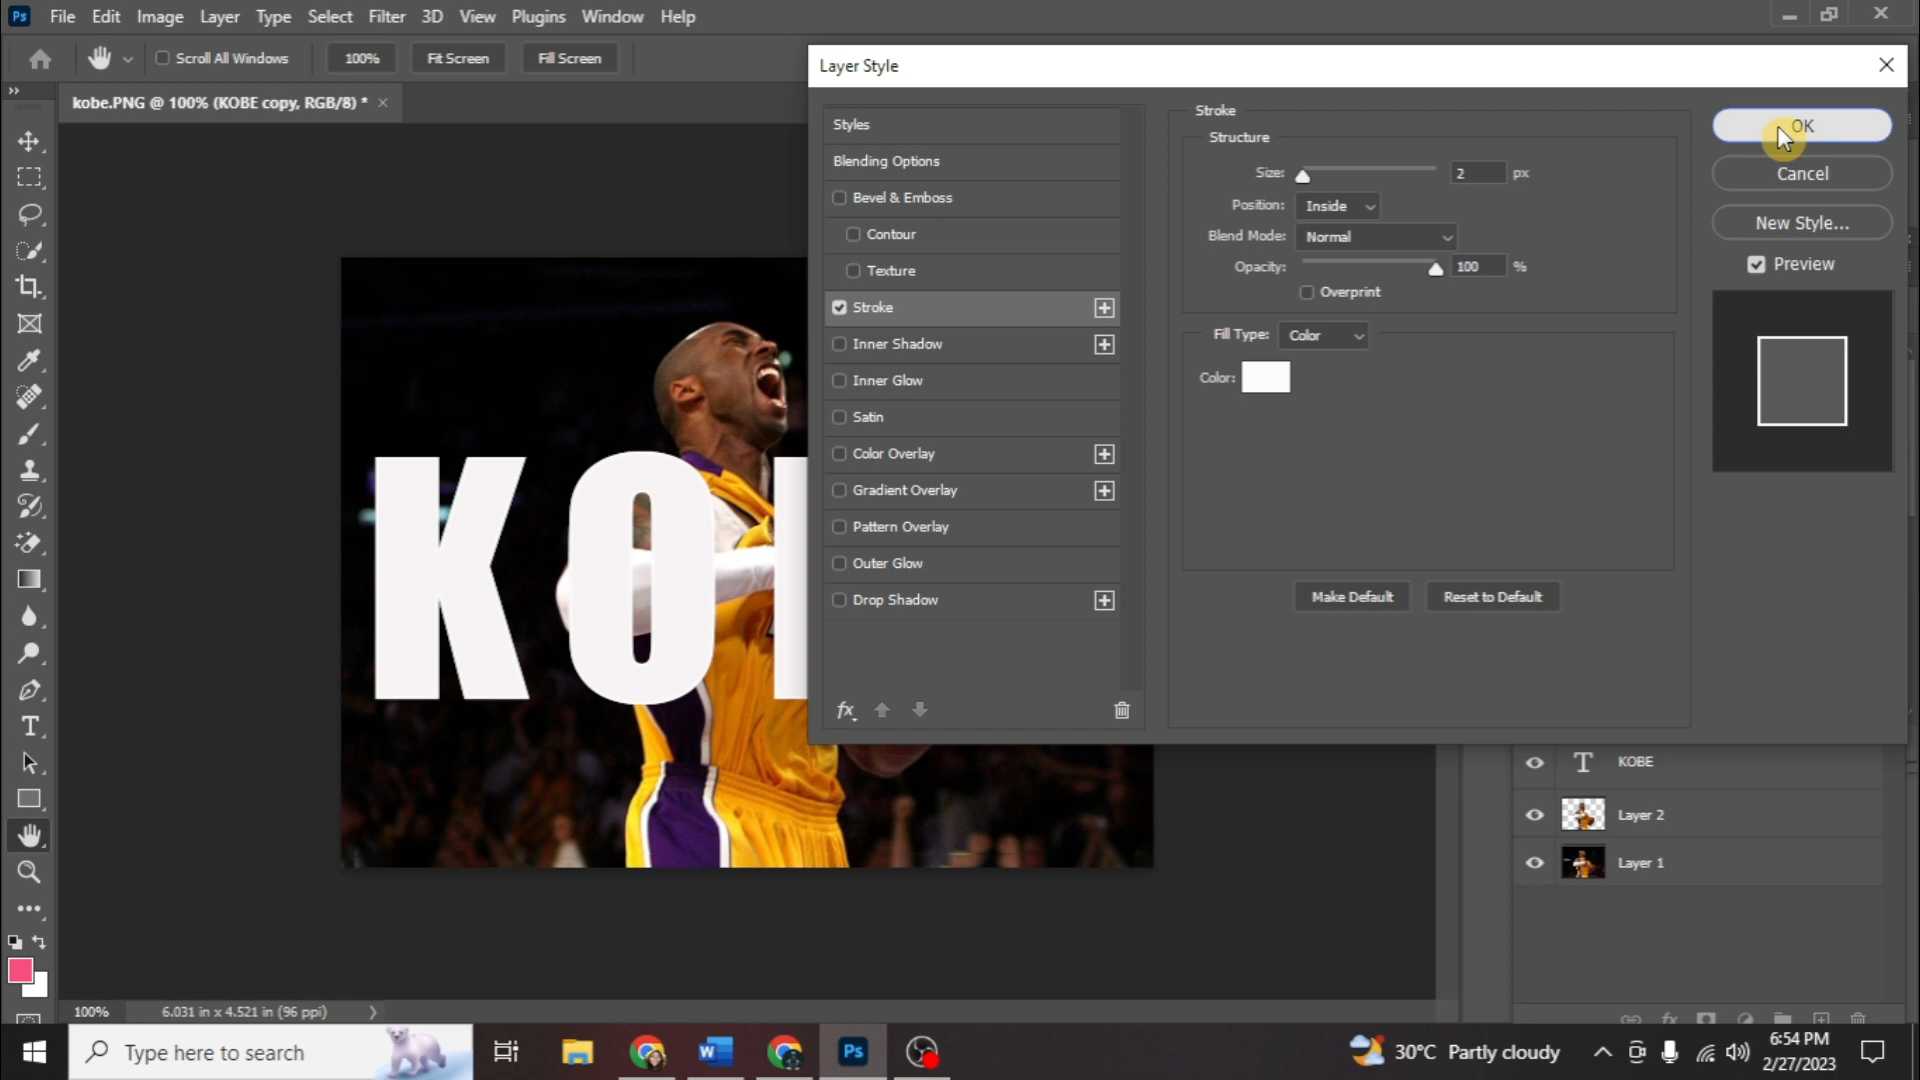 Ps File Edit Image Layer Type Select Filter 3D View Plugins Window Help
Scroll All Windows 100% Fit Screen Fill Screen
kobe.PNG @ 100% (KOBE copy, RGB/8) *
Layer Style
Styles
Blending Options
Bevel & Emboss
Contour
Texture
Stroke
Inner Shadow
Inner Glow
Satin
Color Overlay
Gradient Overlay
Pattern Overlay
Outer Glow
Drop Shadow
fx
Stroke
Structure
Size: 2 px
Position: Inside
Blend Mode: Normal
Opacity: 100 %
Overprint
Fill Type: Color
Color:
Make Default Reset to Default
OK
Cancel
New Style...
Preview
KO
T KOBE
Layer 2
Layer 1
T
100% 6.031 in x 4.521 in (96 ppi)
Type here to search
W
Ps
30°C Partly cloudy
6:54 PM
2/27/2023